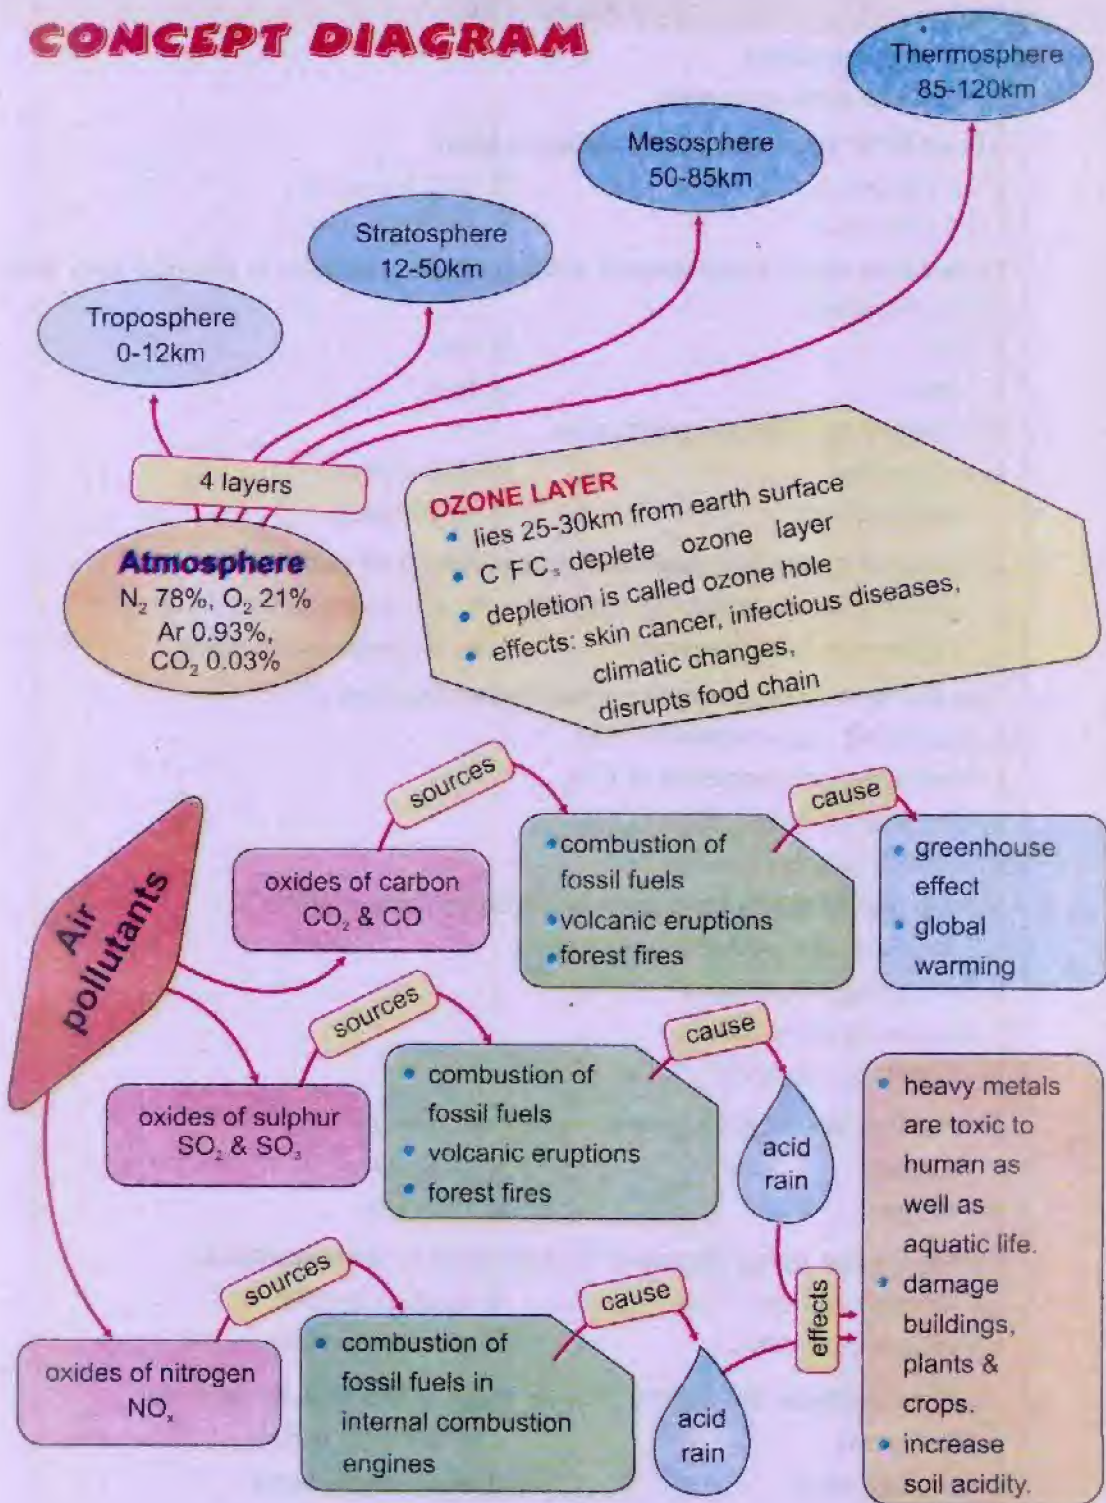 CONCEPT DIAGRAM
Thermosphere
85-120km
Mesosphere
50-85km
Stratosphere
12-50km
Troposphere
0-12km
4 layers
Atmosphere
N₂ 78%, O₂ 21%
Ar 0.93%,
CO₂ 0.03%
OZONE LAYER
• lies 25-30km from earth surface
• C FCₛ deplete ozone layer
• depletion is called ozone hole
• effects: skin cancer, infectious diseases,
climatic changes,
disrupts food chain
Air
pollutants
oxides of carbon
CO₂ & CO
sources
• combustion of
fossil fuels
• volcanic eruptions
• forest fires
cause
• greenhouse
effect
• global
warming
oxides of sulphur
SO₂ & SO₃
sources
• combustion of
fossil fuels
• volcanic eruptions
• forest fires
cause
acid
rain
oxides of nitrogen
NOₓ
sources
• combustion of
fossil fuels in
internal combustion
engines
cause
acid
rain
effects
• heavy metals
are toxic to
human as
well as
aquatic life.
• damage
buildings,
plants &
crops.
• increase
soil acidity.